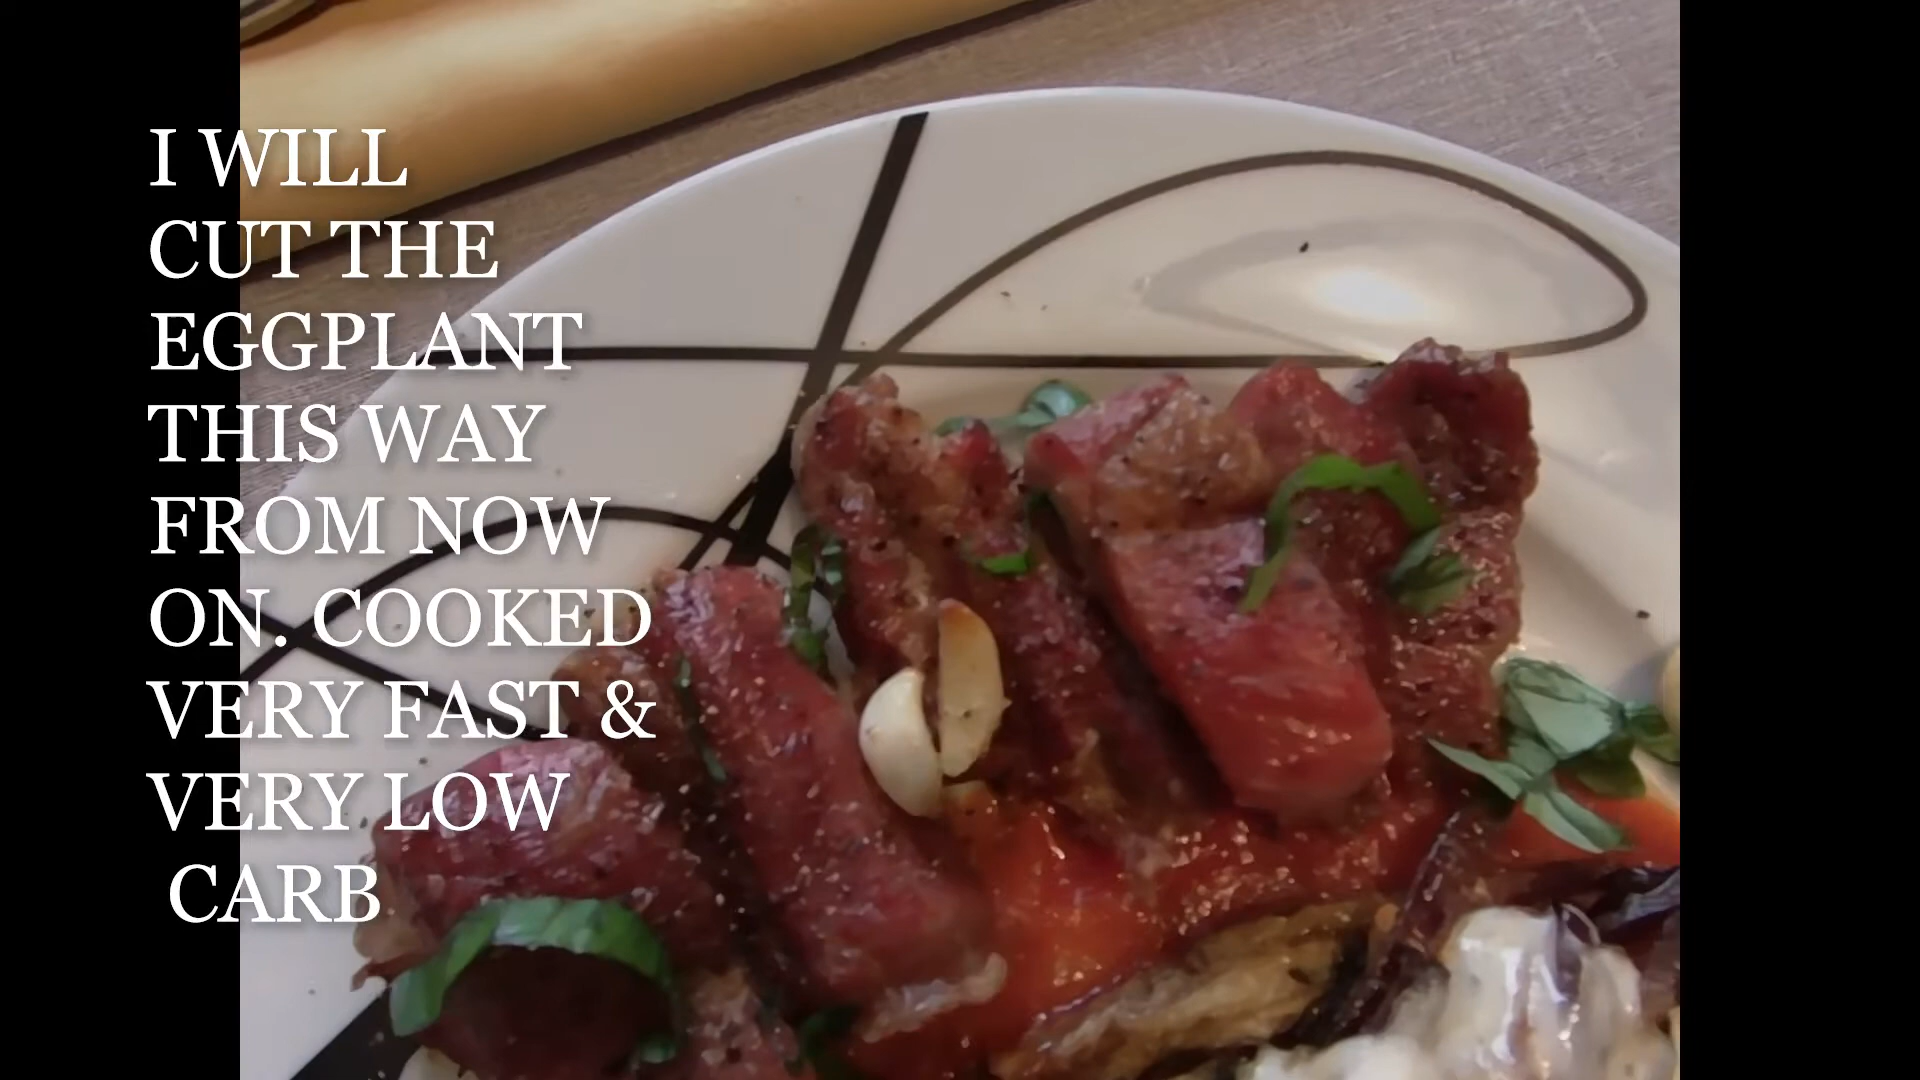 I WILL
CUT THE
EGGPLANT
THIS WAY
FROM NOW
ON. COOKED
VERY FAST &
VERY LOW
CARB